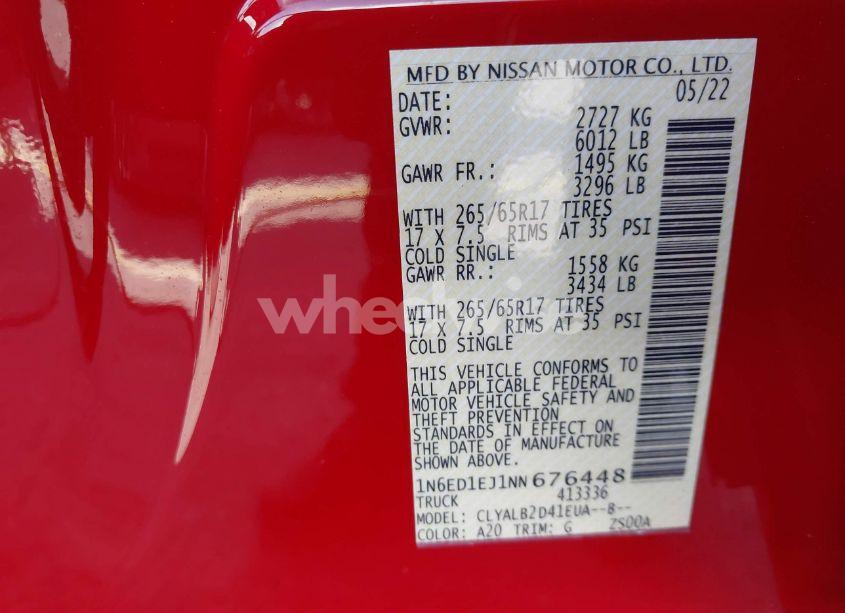 MFD BY NISSAN MOTOR CO., LTD.
DATE: 05/22
GVWR: 2727 KG
6012 LB
GAWR FR.: 1495 KG
3296 LB
WITH 265/65R17 TIRES
17 X 7.5 RIMS AT 35 PSI
COLD SINGLE
GAWR RR.: 1558 KG
3434 LB
WITH 265/65R17 TIRES
17 X 7.5 RIMS AT 35 PSI
COLD SINGLE
THIS VEHICLE CONFORMS TO
ALL APPLICABLE FEDERAL
MOTOR VEHICLE SAFETY AND
THEFT PREVENTION
STANDARDS IN EFFECT ON
THE DATE OF MANUFACTURE
SHOWN ABOVE.
1N6ED1EJ1NN676448
TRUCK 413336
MODEL: CLYALB2D41EUA--B--
COLOR: A20 TRIM: G ZS00A